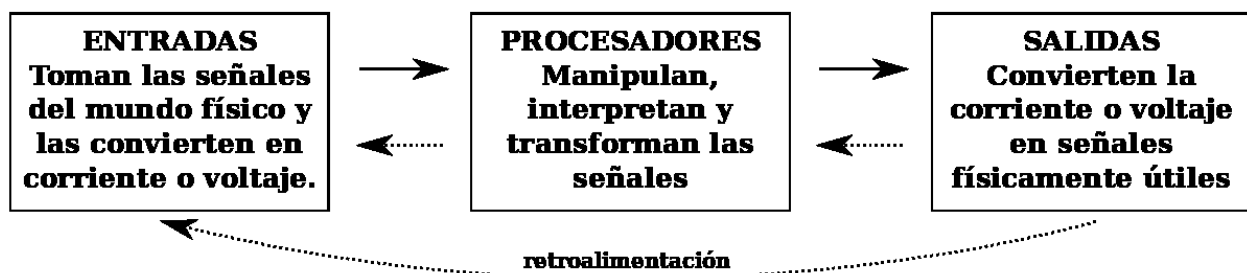 ENTRADAS
Toman las señales
del mundo físico y
las convierten en
corriente o voltaje.
PROCESADORES
Manipulan,
interpretan y
transforman las
señales
SALIDAS
Convierten la
corriente o voltaje
en señales
físicamente útiles
retroalimentación